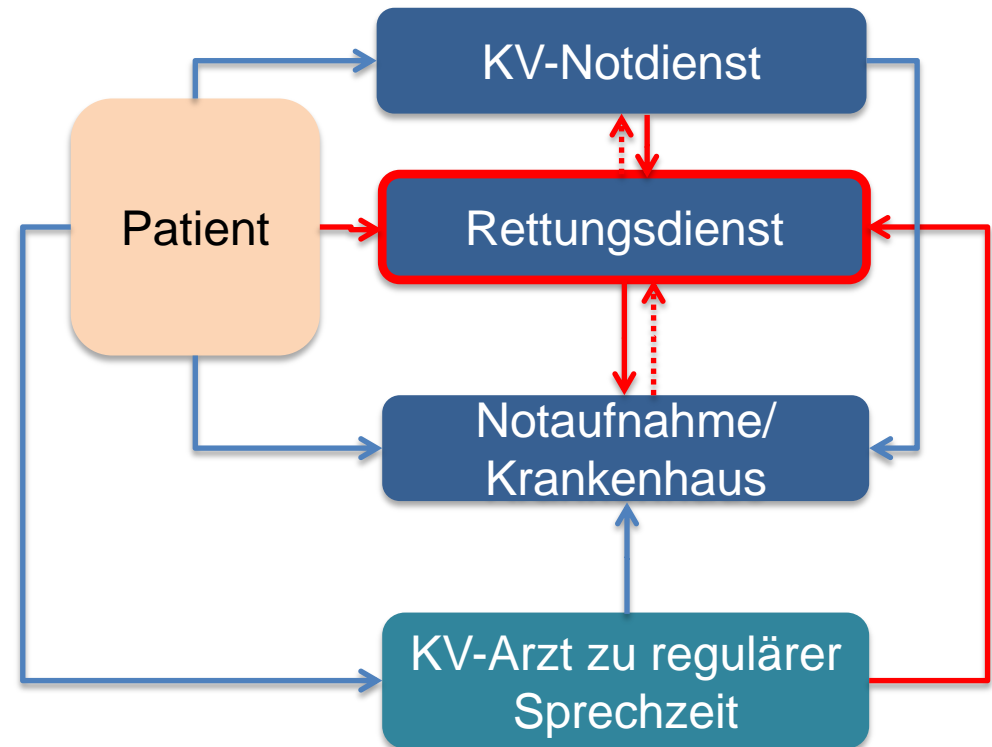 KV-Notdienst
Patient
Rettungsdienst
Notaufnahme/
Krankenhaus
KV-Arzt zu regulärer
Sprechzeit